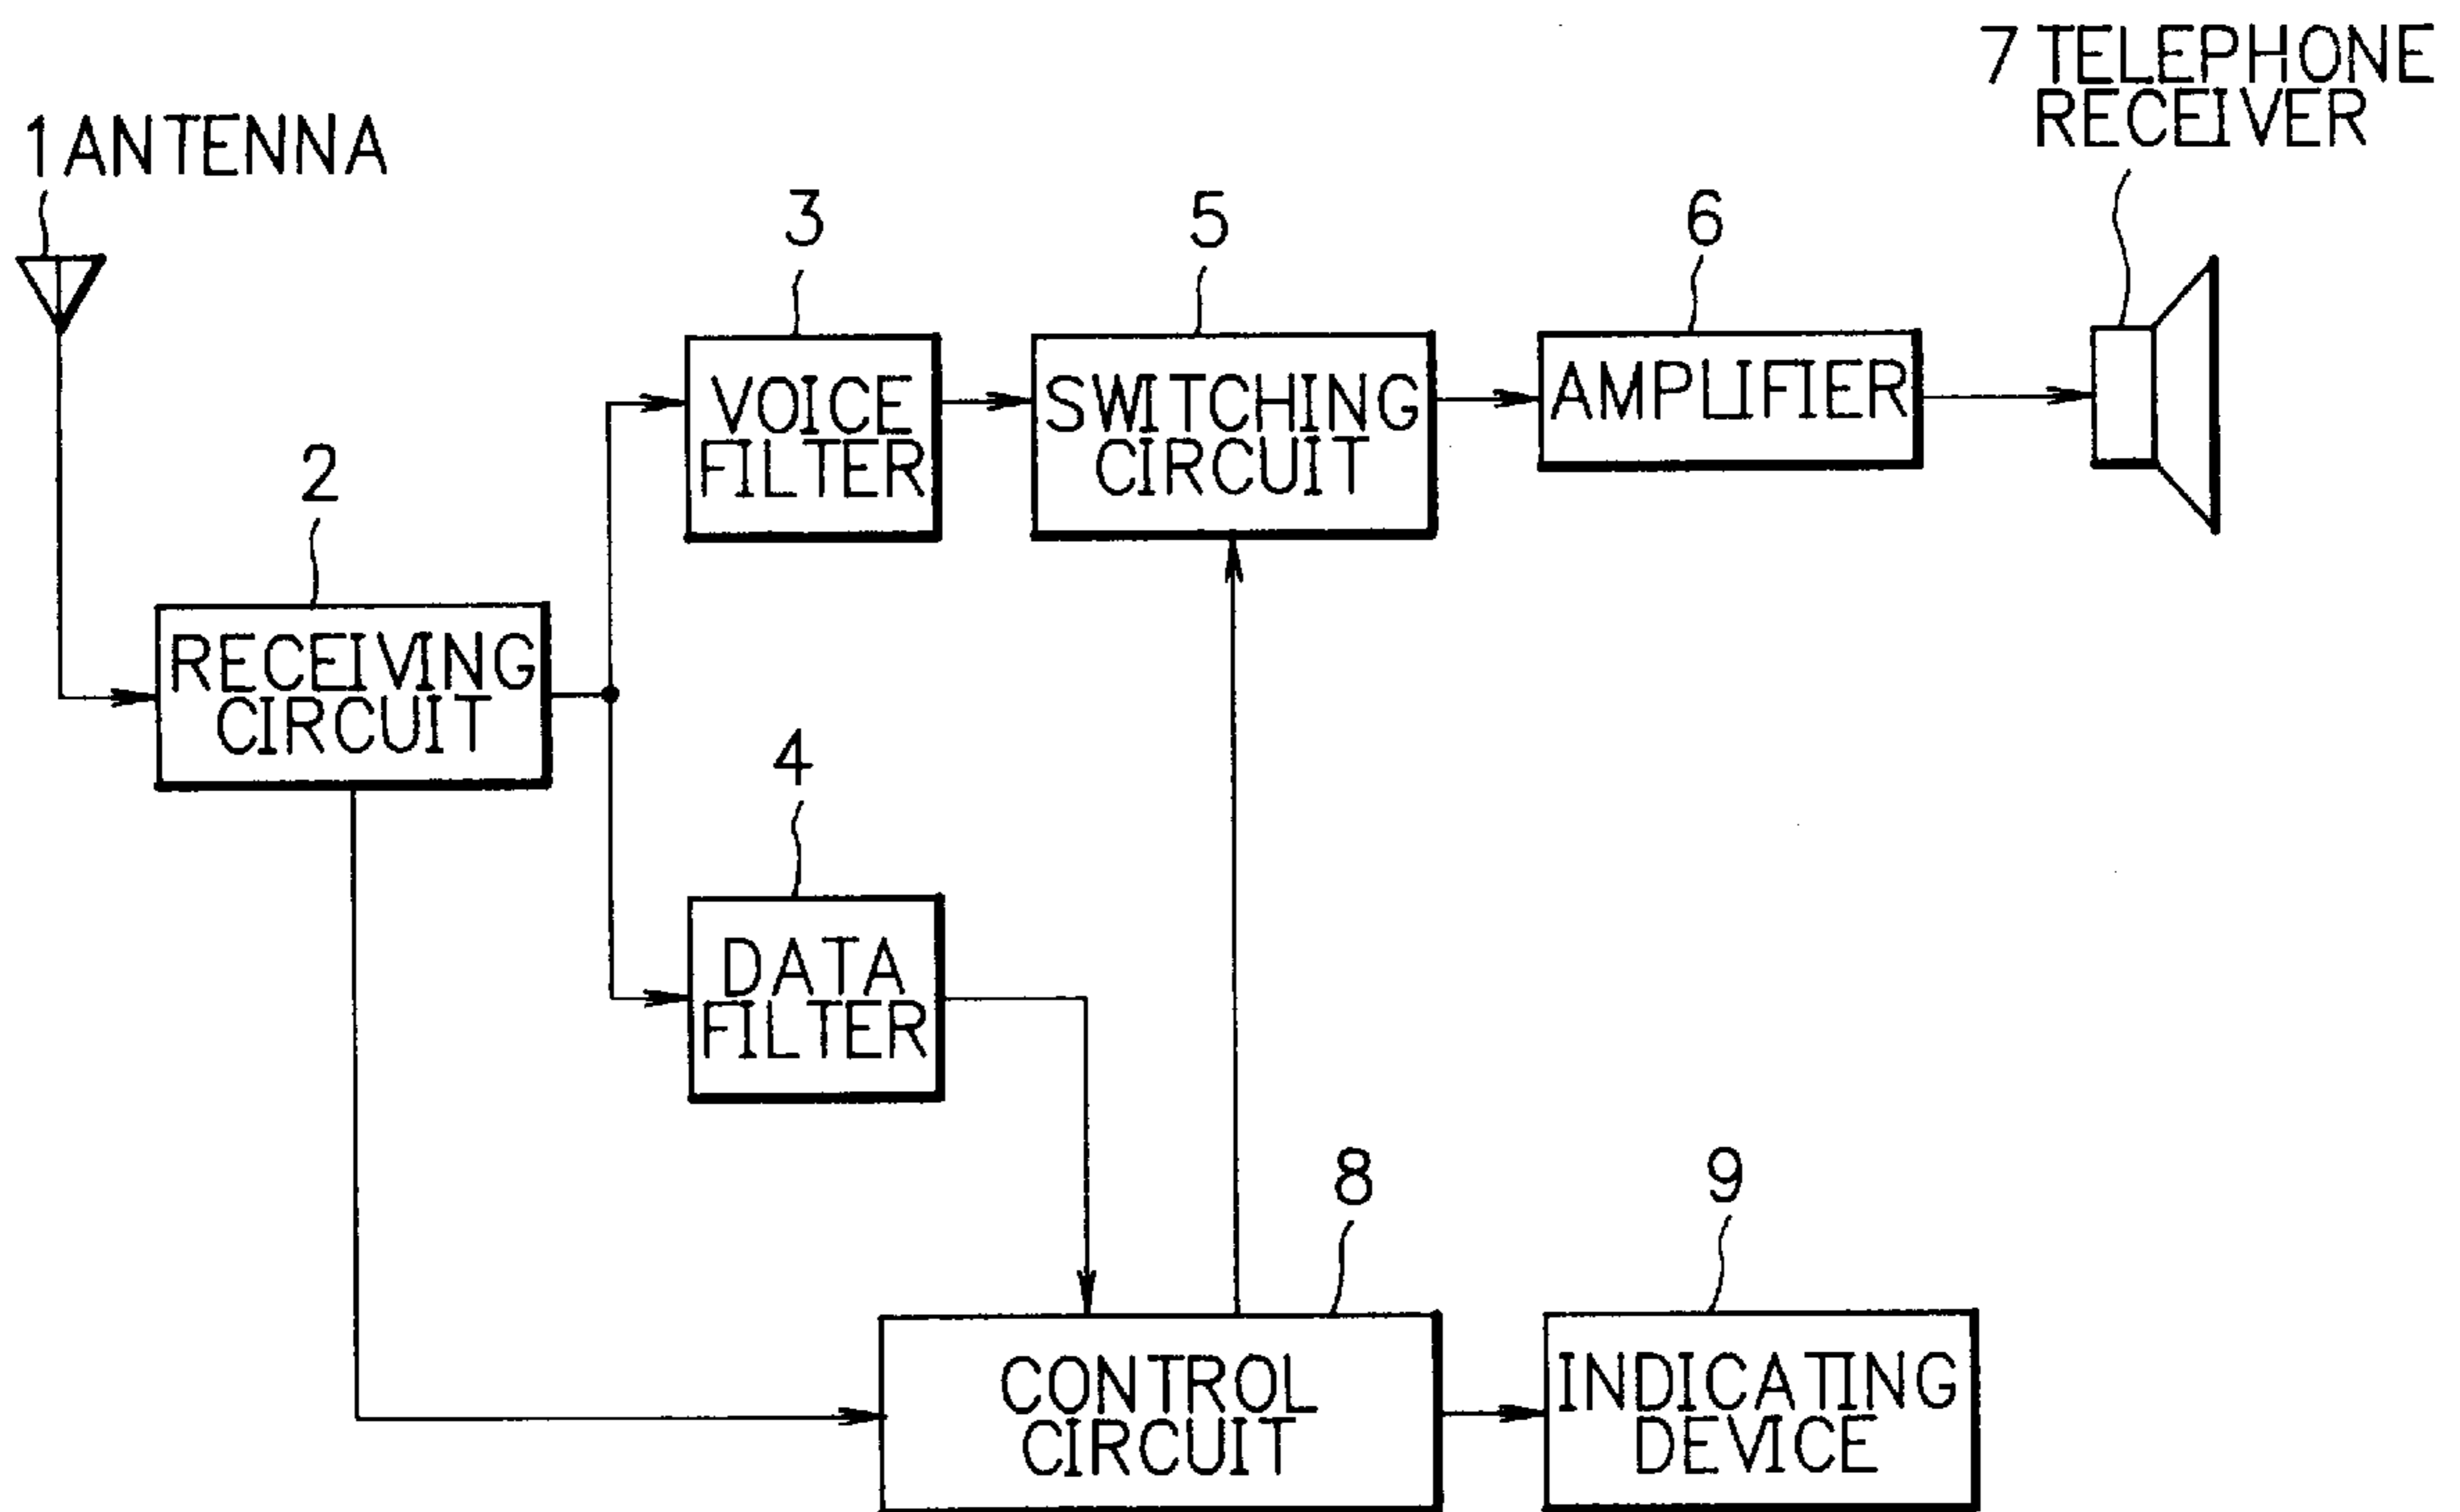 7 TELEPHONE
RECEIVER
1 ANTENNA
3
5
6
VOICE
FILTER
SWITCHING
CIRCUIT
AMPLIFIER
2
RECEIVING
CIRCUIT
4
DATA
FILTER
8
9
CONTROL
CIRCUIT
INDICATING
DEVICE